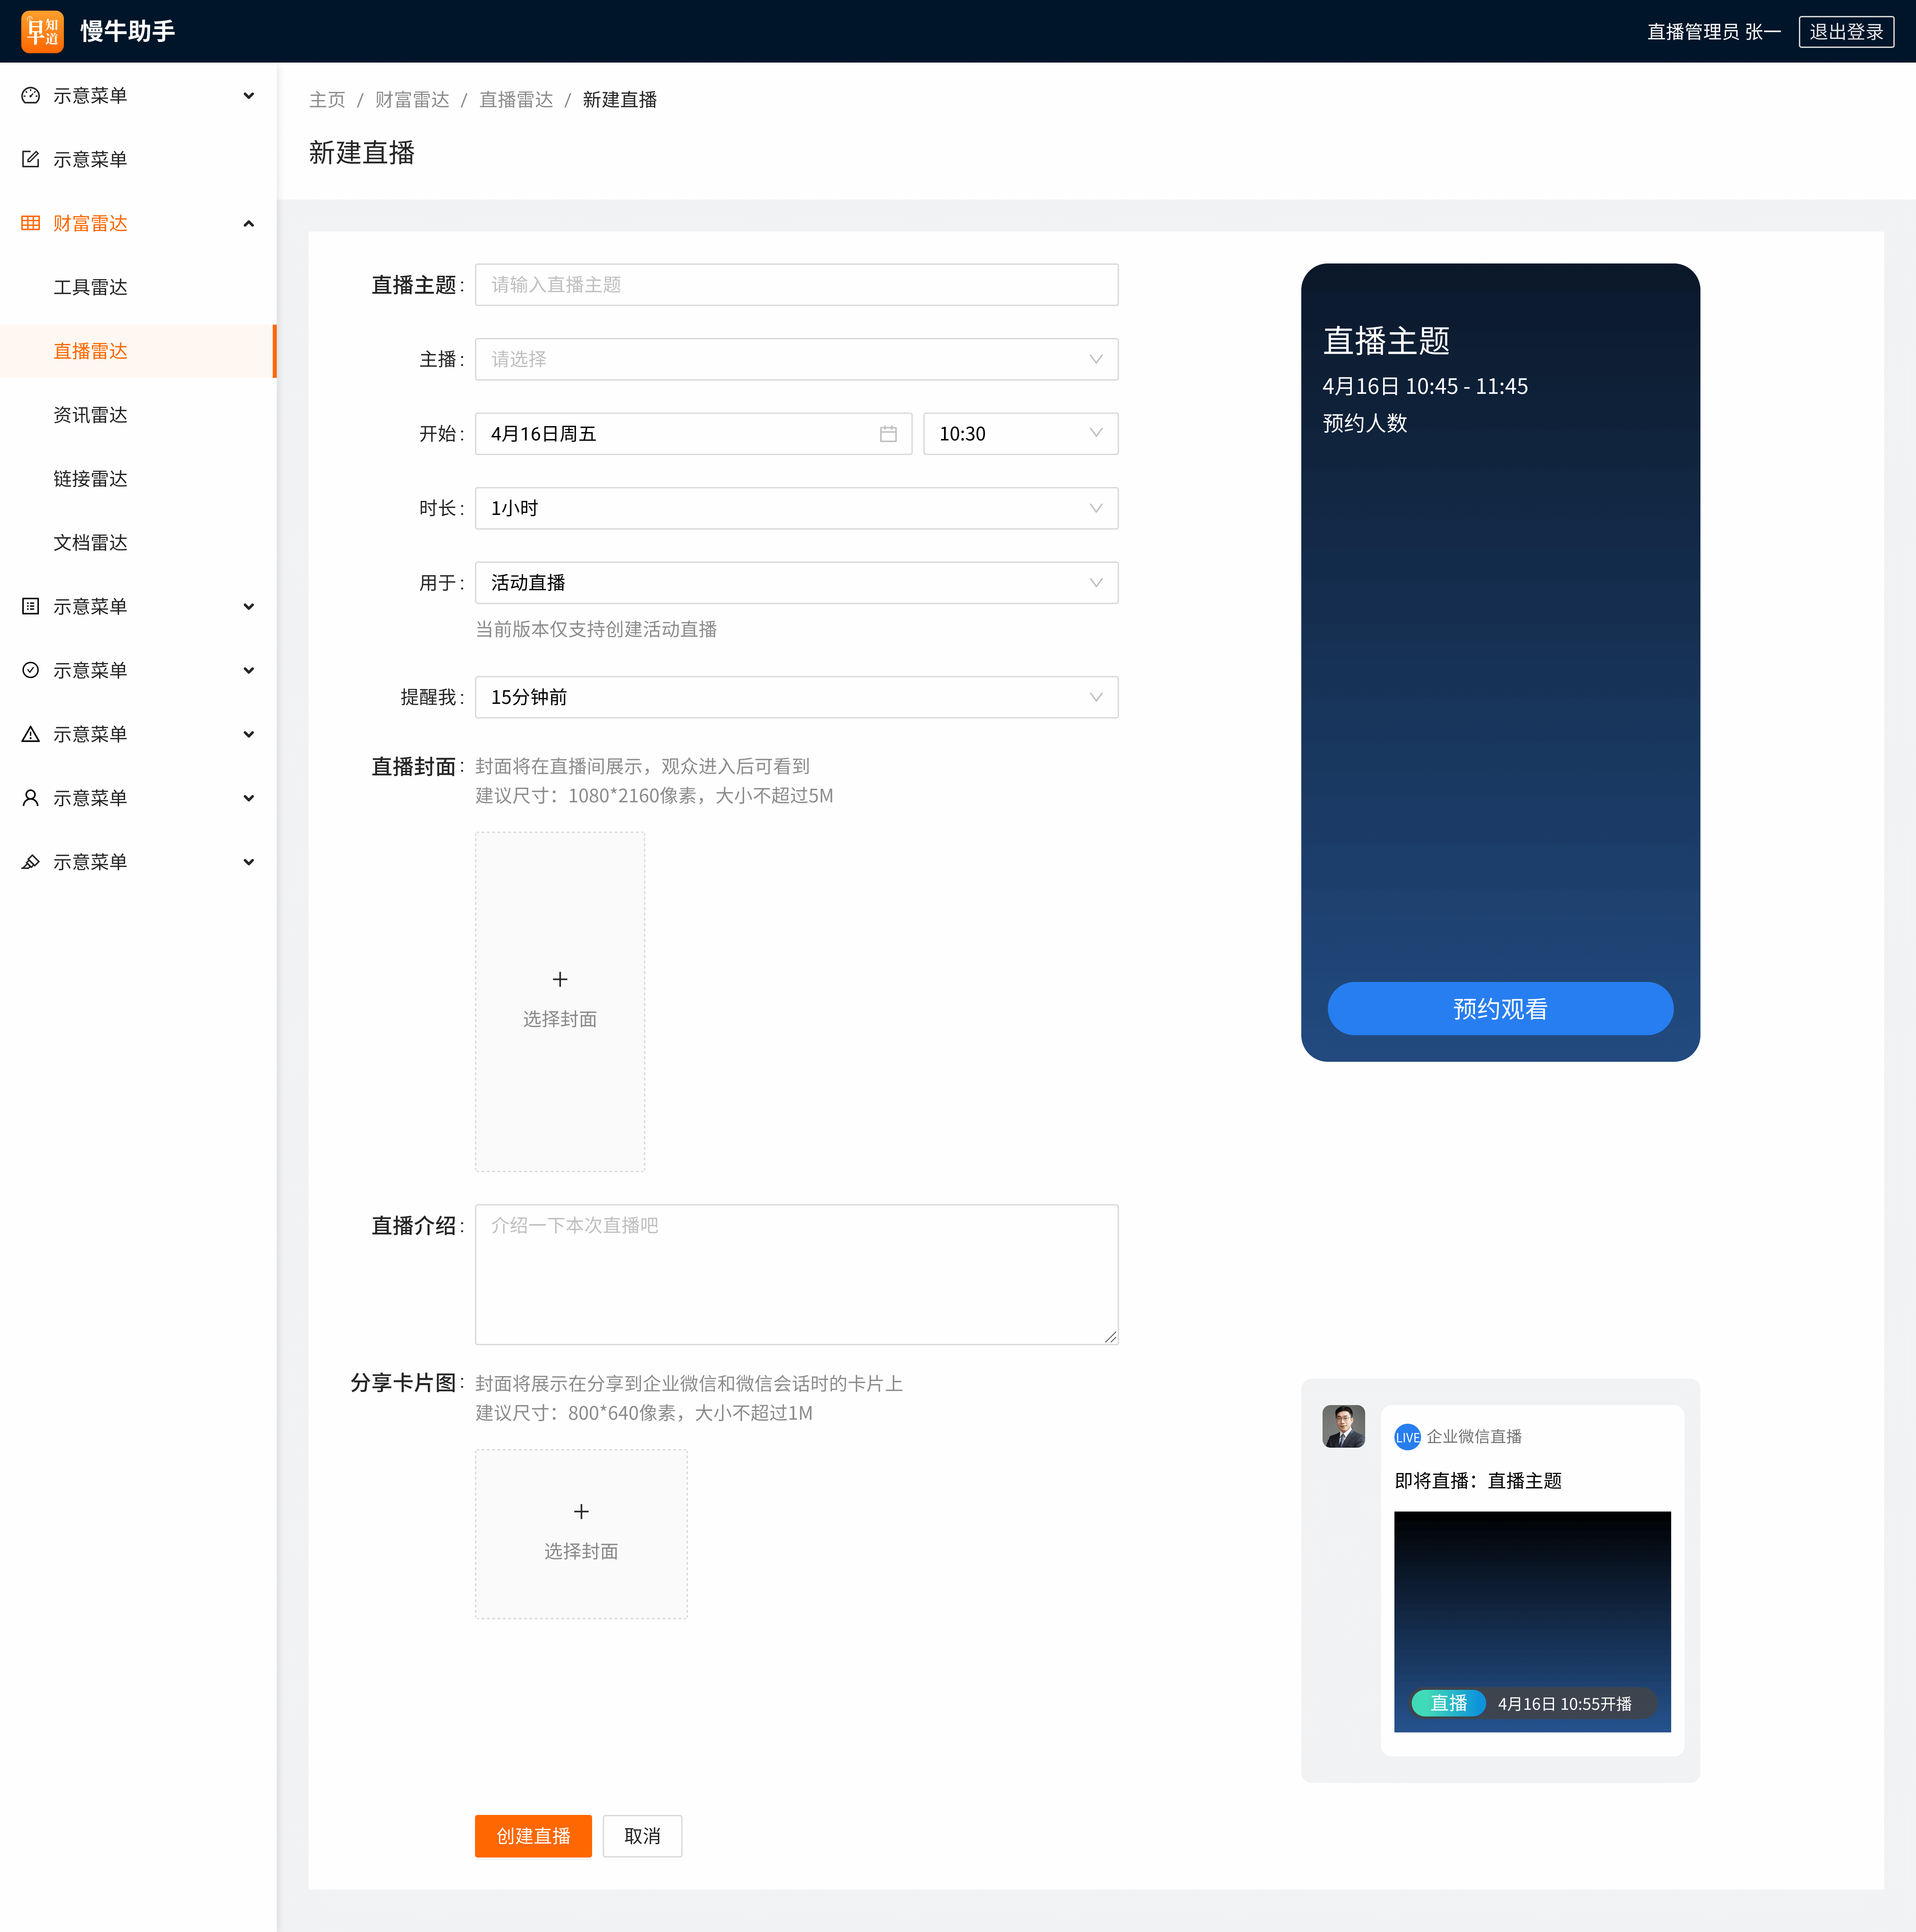 早知道
慢牛助手
直播管理员 张一
退出登录
示意菜单
示意菜单
财富雷达
工具雷达
直播雷达
资讯雷达
链接雷达
文档雷达
示意菜单
示意菜单
示意菜单
示意菜单
示意菜单
主页 / 财富雷达 / 直播雷达 / 新建直播
新建直播
直播主题: 请输入直播主题
主播: 请选择
开始: 4月16日周五 10:30
时长: 1小时
用于: 活动直播
当前版本仅支持创建活动直播
提醒我: 15分钟前
直播封面: 封面将在直播间展示，观众进入后可看到
建议尺寸：1080*2160像素，大小不超过5M
选择封面
直播介绍: 介绍一下本次直播吧
分享卡片图: 封面将展示在分享到企业微信和微信会话时的卡片上
建议尺寸：800*640像素，大小不超过1M
选择封面
创建直播
取消
直播主题
4月16日 10:45 - 11:45
预约人数
预约观看
LIVE 企业微信直播
即将直播：直播主题
直播 4月16日 10:55开播